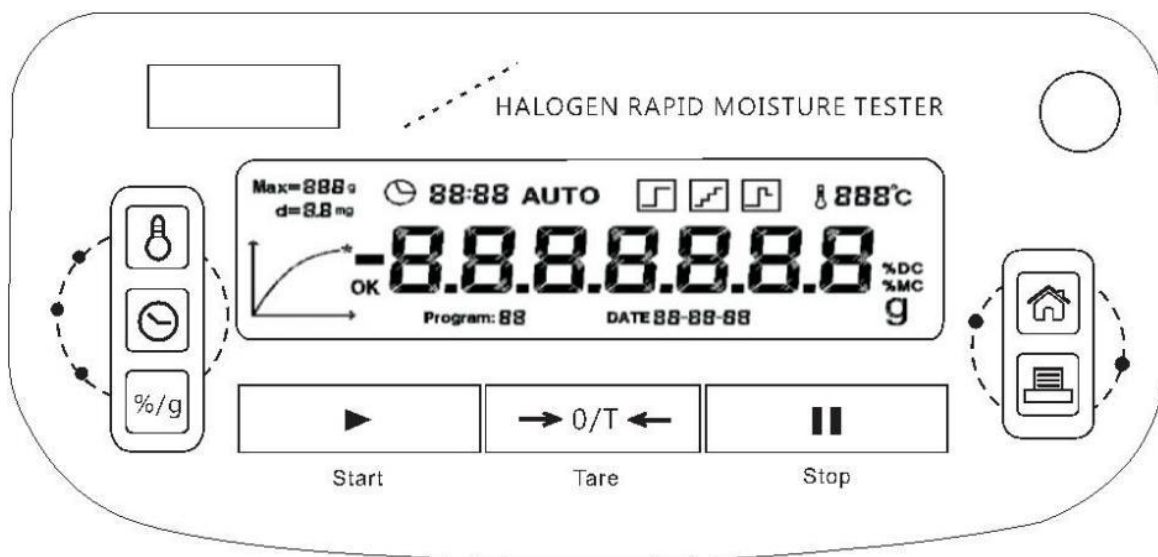 HALOGEN RAPID MOISTURE TESTER
Max=888g 88:88 AUTO 888°C
d=8.8mg
-8.8.8.8.8.8.8 %DC
OK %MC
g
Program: 88 DATE 88-88-88
%/g
→ 0/T ←
Start Tare Stop